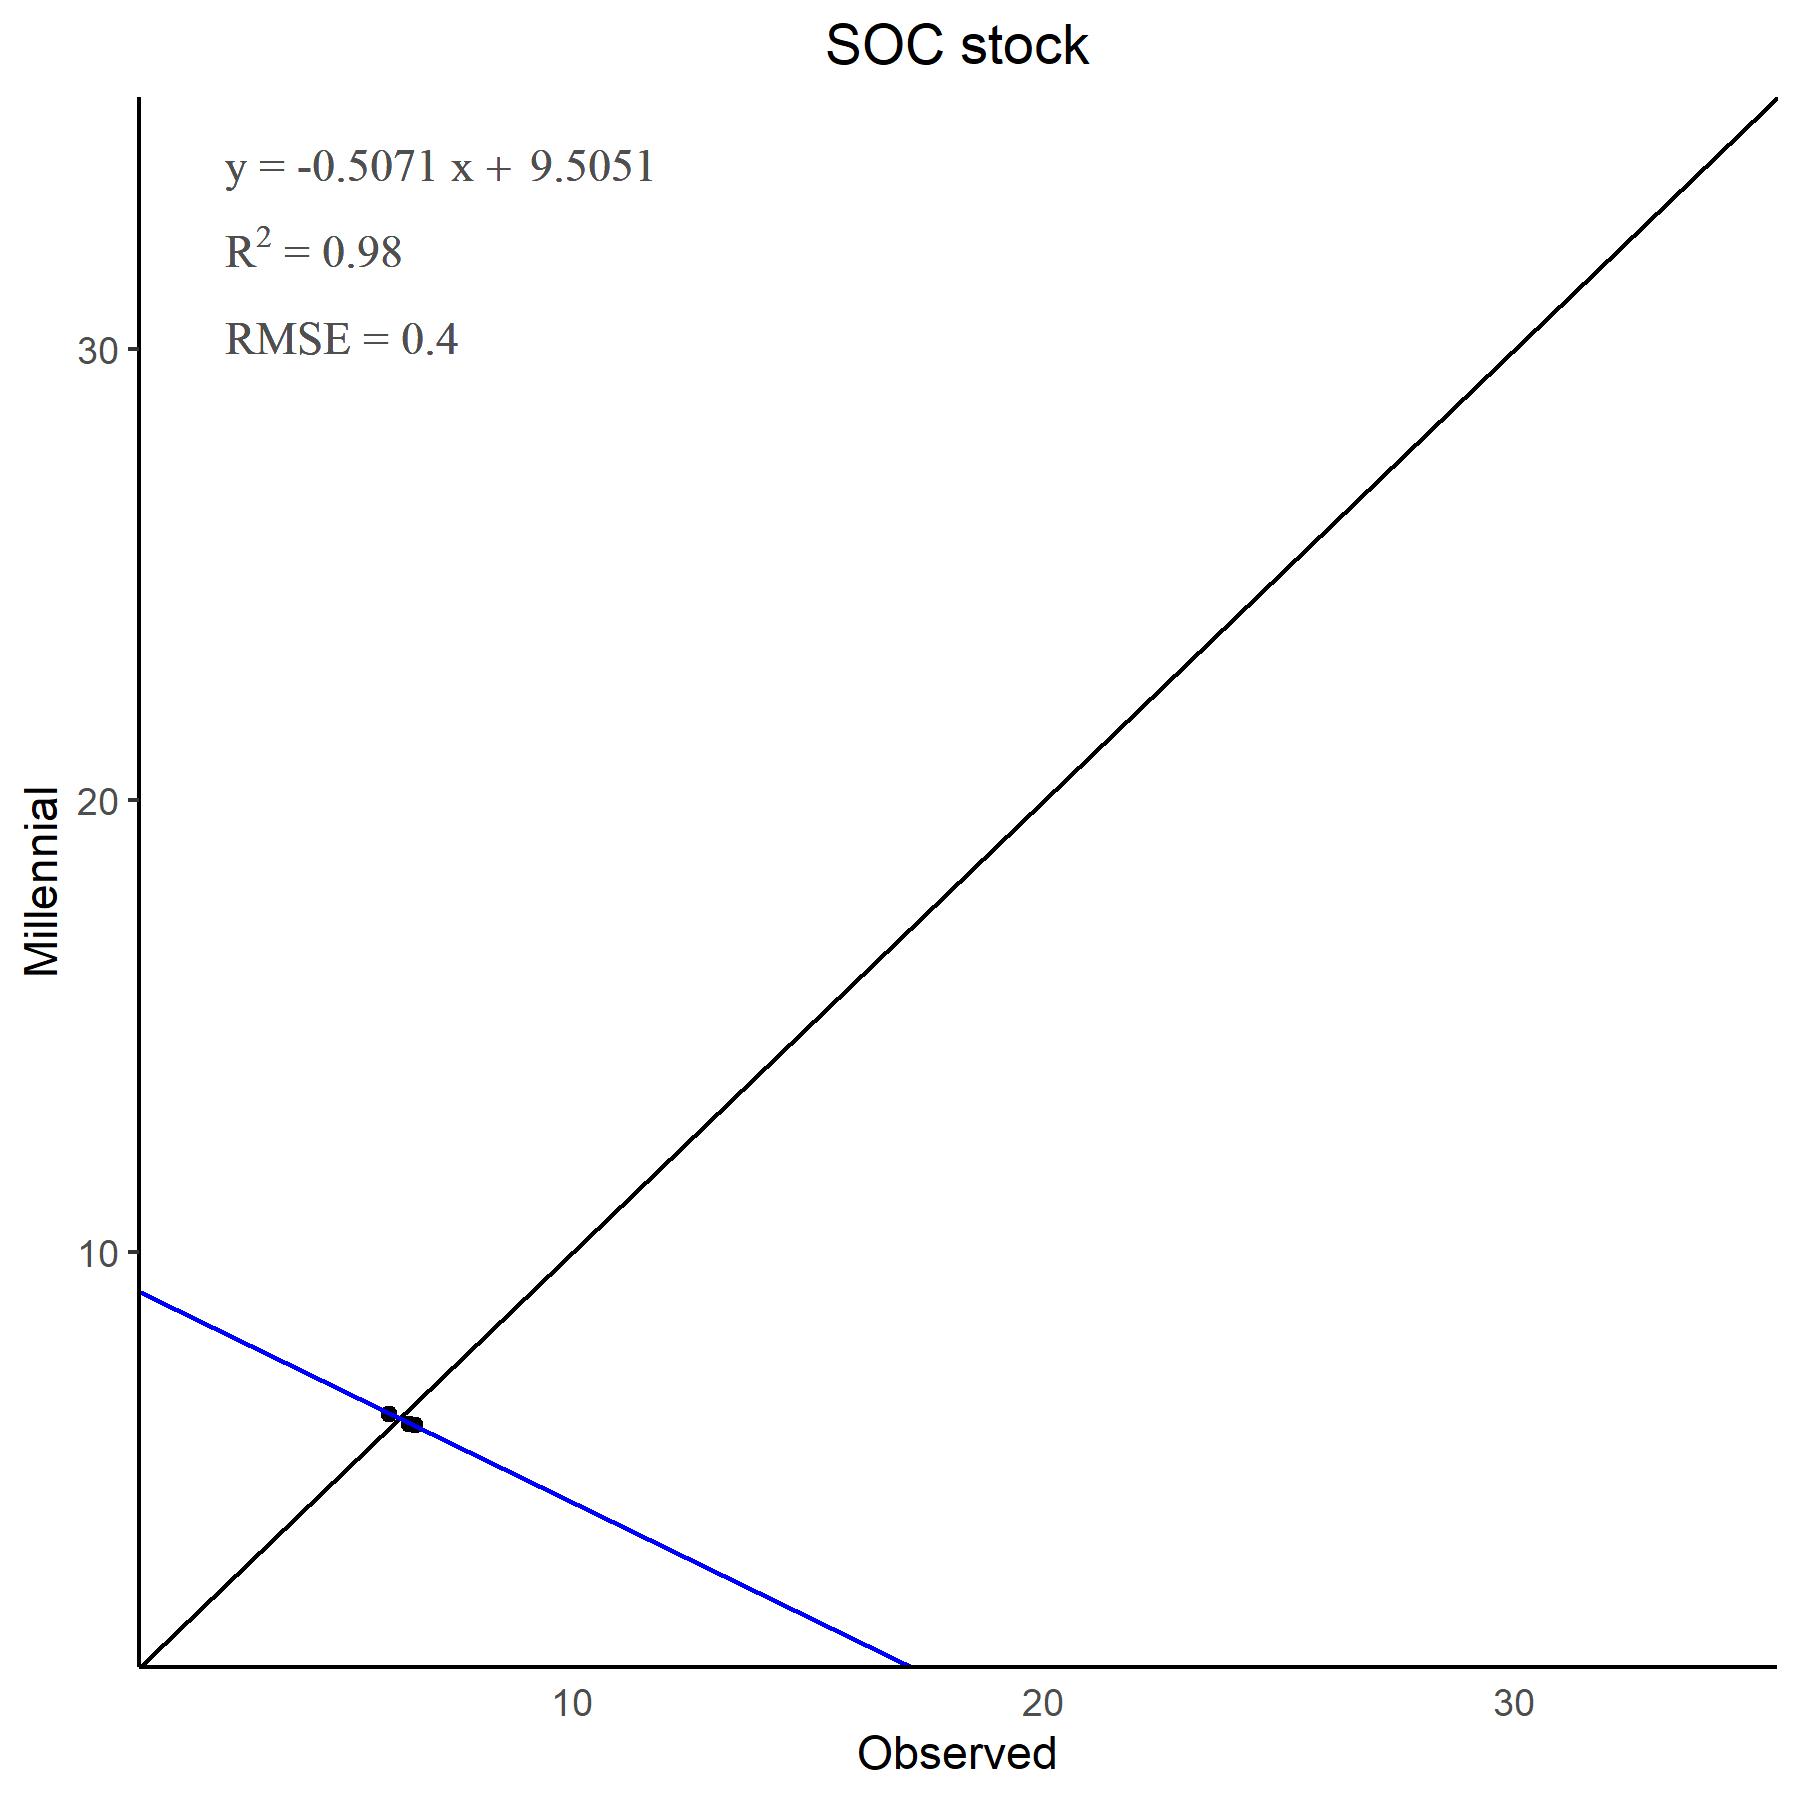 SOC stock
y = -0.5071 x + 9.5051
R² = 0.98
RMSE = 0.4
30
20
10
Millennial
10 20 30
Observed